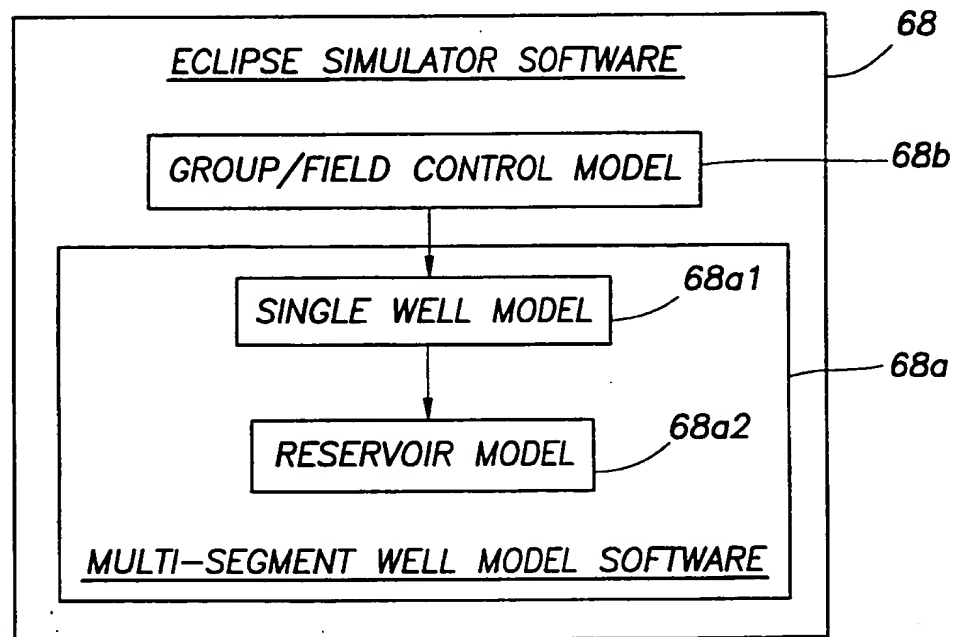 68
ECLIPSE SIMULATOR SOFTWARE
GROUP/FIELD CONTROL MODEL
68b
68a1
SINGLE WELL MODEL
68a
68a2
RESERVOIR MODEL
MULTI-SEGMENT WELL MODEL SOFTWARE